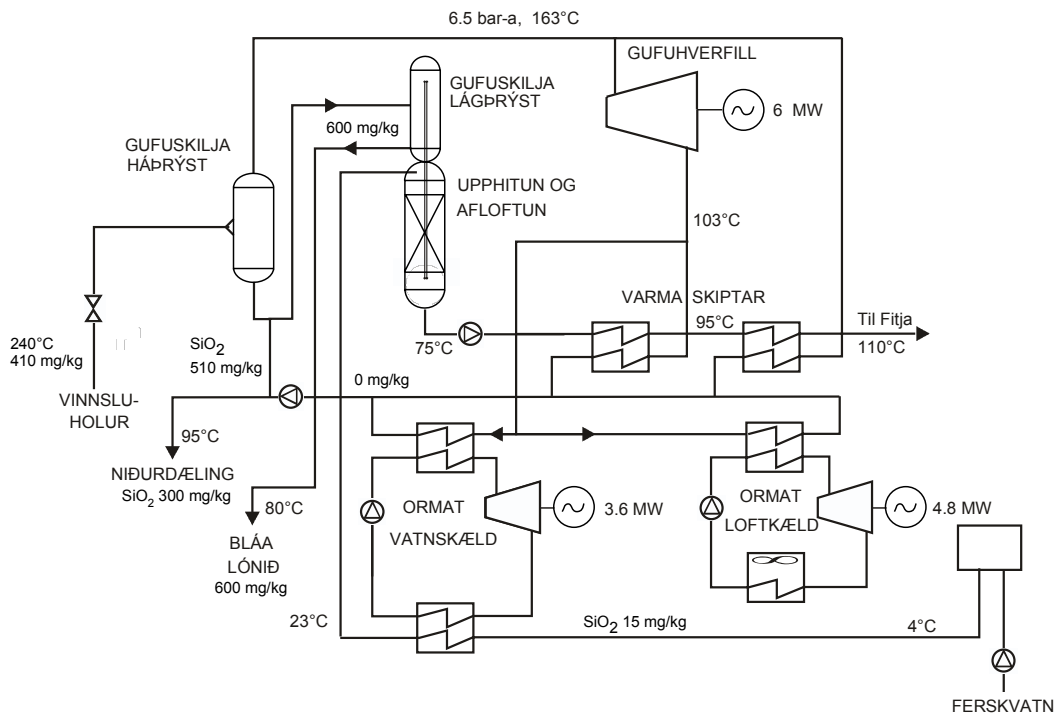 6.5 bar-a, 163°C
GUFUHVERFILL
GUFUSKILJA
LÁGÞRÝST
6 MW
600 mg/kg
GUFUSKILJA
HÁÞRÝST
UPPHITUN OG
AFLOFTUN
103°C
VARMA SKIPTAR
Til Fitja
95°C
110°C
75°C
240°C
410 mg/kg
SiO2
510 mg/kg
0 mg/kg
VINNSLU-
HOLUR
95°C
NIÐURDÆLING
SiO2 300 mg/kg
80°C
ORMAT
VATNSKÆLD
3.6 MW
ORMAT
LOFTKÆLD
4.8 MW
BLÁA
LÓNIÐ
600 mg/kg
23°C
SiO2 15 mg/kg
4°C
FERSKVATN